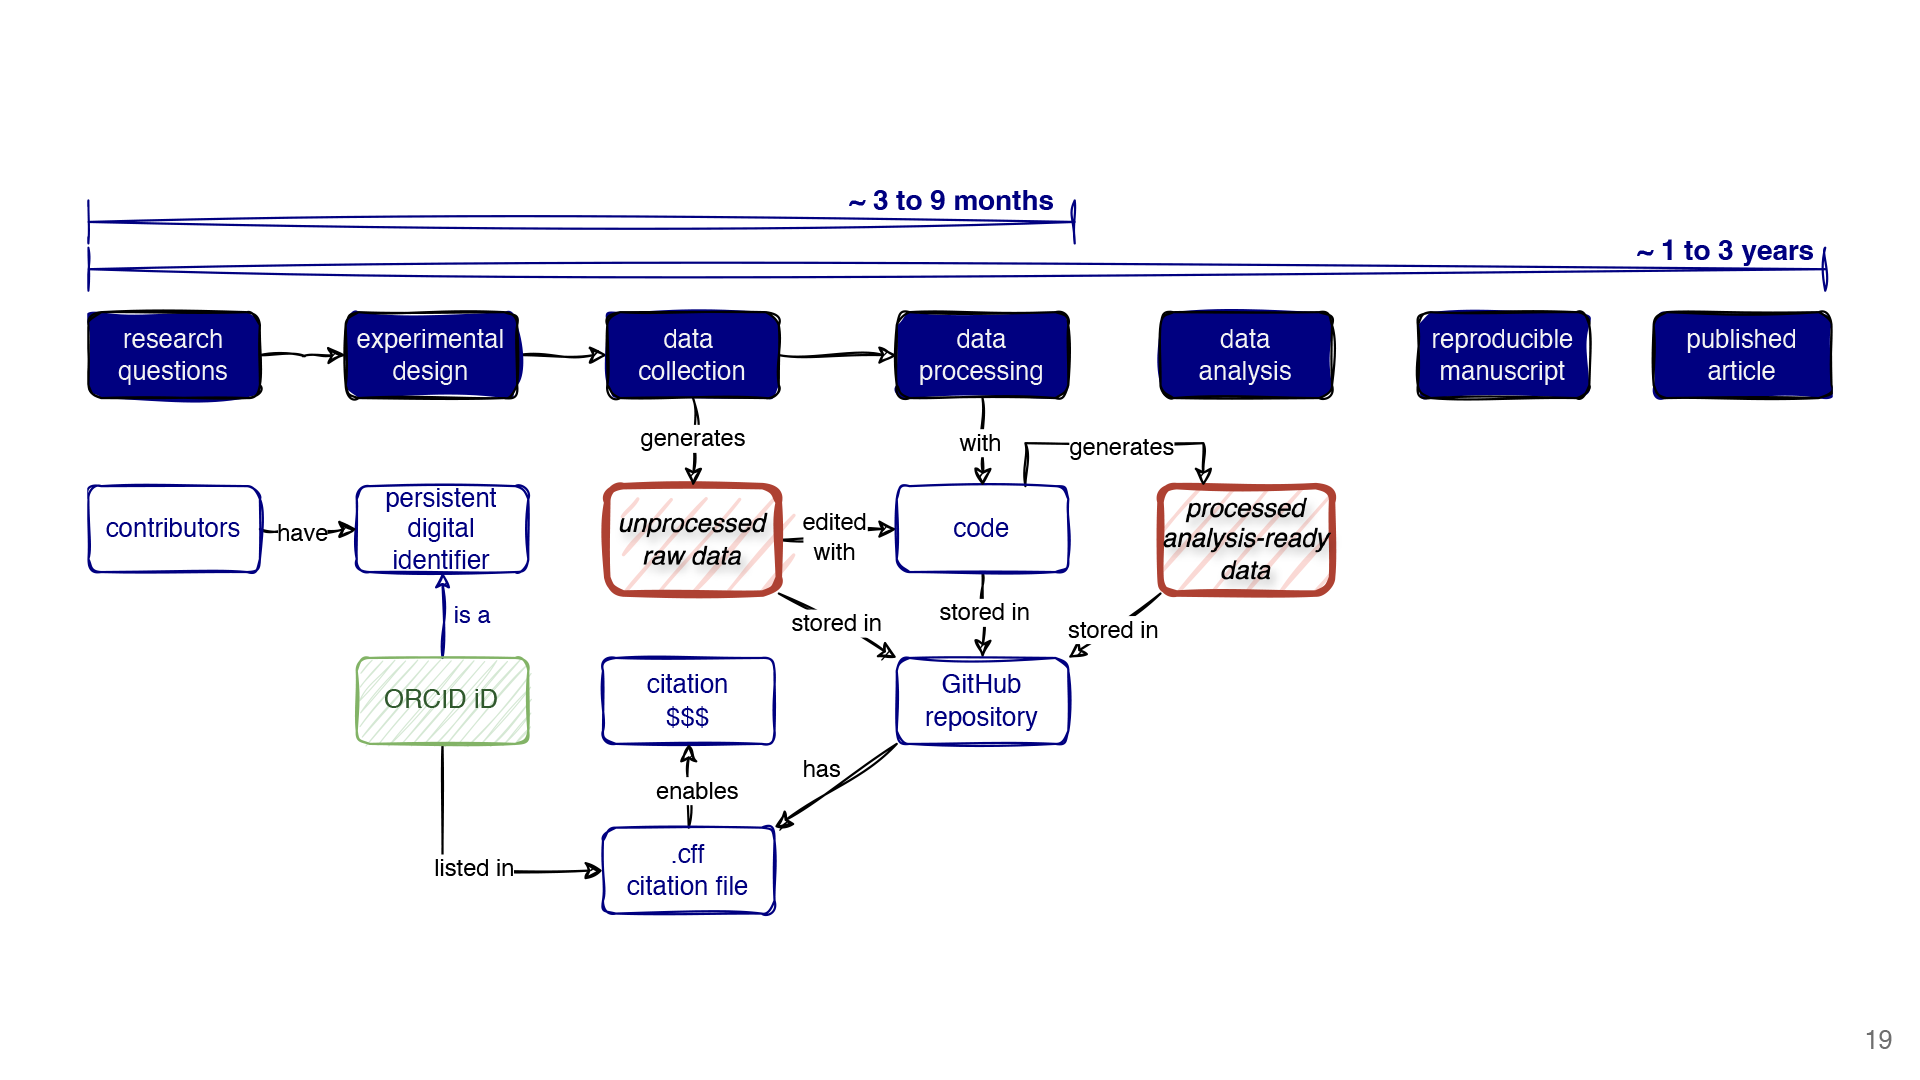 ~ 3 to 9 months
~ 1 to 3 years
research
questions
experimental
design
data
collection
data
processing
data
analysis
reproducible
manuscript
published
article
generates
with
generates
contributors
have
persistent
digital
identifier
unprocessed
raw data
edited
with
code
processed
analysis-ready
data
is a
stored in
stored in
stored in
ORCID iD
citation
$$$
GitHub
repository
has
enables
listed in
.cff
citation file
19